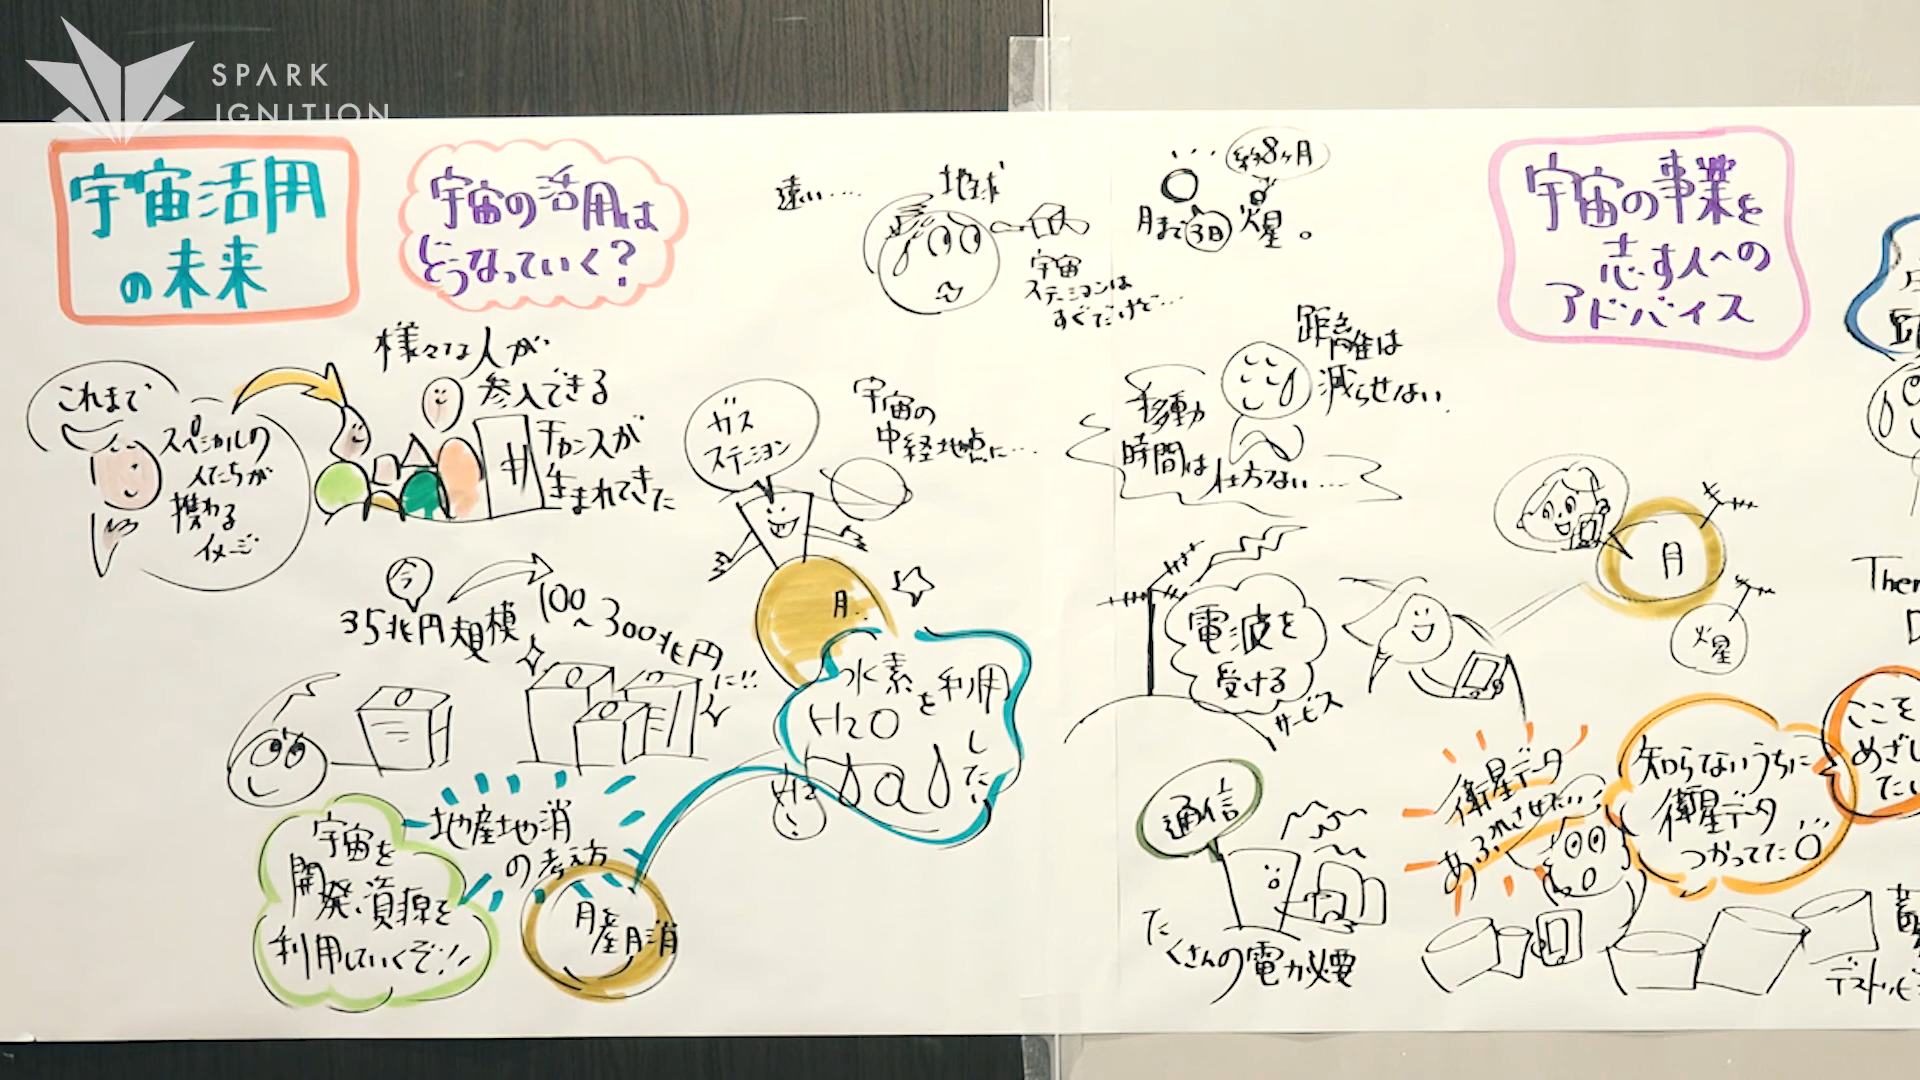 SPARK
IGNITION
宇宙活用
の未来
宇宙の活用は
どうなっていく?
これまで
スペシャルの
人たちが
携わる
イメージ
様々な人が
参入できる
チャンスが
生まれてきた
今
35兆円規模
100~300兆円
に!!
宇宙を
開発、資源を
利用していくぞ!!
地産地消
の考え方
月産月消
遠い....
地球
宇宙
ステーションは
すぐだけど...
月まで3日
約8ヶ月
火星。
ガス
ステーション
宇宙の
中経地点に...
月
水素を利用
H2O
したい
H2
距離は
減らせない
移動
時間は仕方ない...
電波を
受ける
サービス
月
火星
通信
たくさんの電力必要
宇宙の事業を
志す人への
アドバイス
衛星データ
あふれさせたい
知らないうちに
衛星データ
つかってた
ここを
めざし
たい
Ther